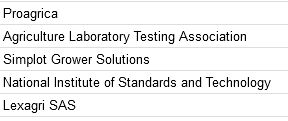 Proagrica
Agriculture Laboratory Testing Association
Simplot Grower Solutions
National Institute of Standards and Technology
Lexagri SAS